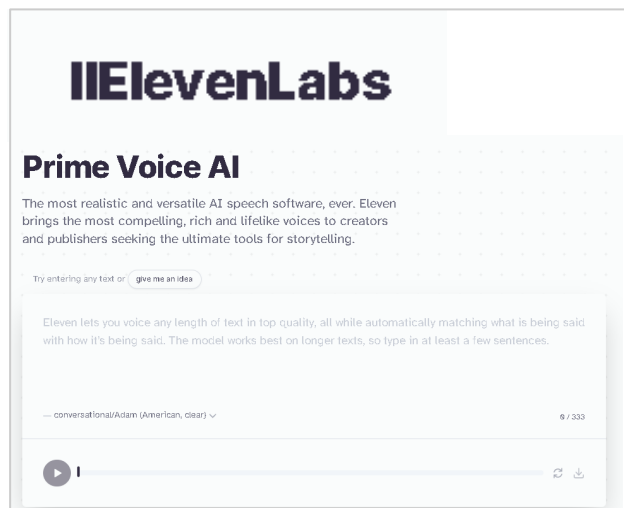 IIElevenLabs
Prime Voice AI
The most realistic and versatile AI speech software, ever. Eleven
brings the most compelling, rich and lifelike voices to creators
and publishers seeking the ultimate tools for storytelling.
Try entering any text or give me an idea
Eleven lets you voice any length of text in top quality, all while automatically matching what is being said
with how it's being said. The model works best on longer texts, so type in at least a few sentences.
— conversational/Adam (American, clear)
0 / 333